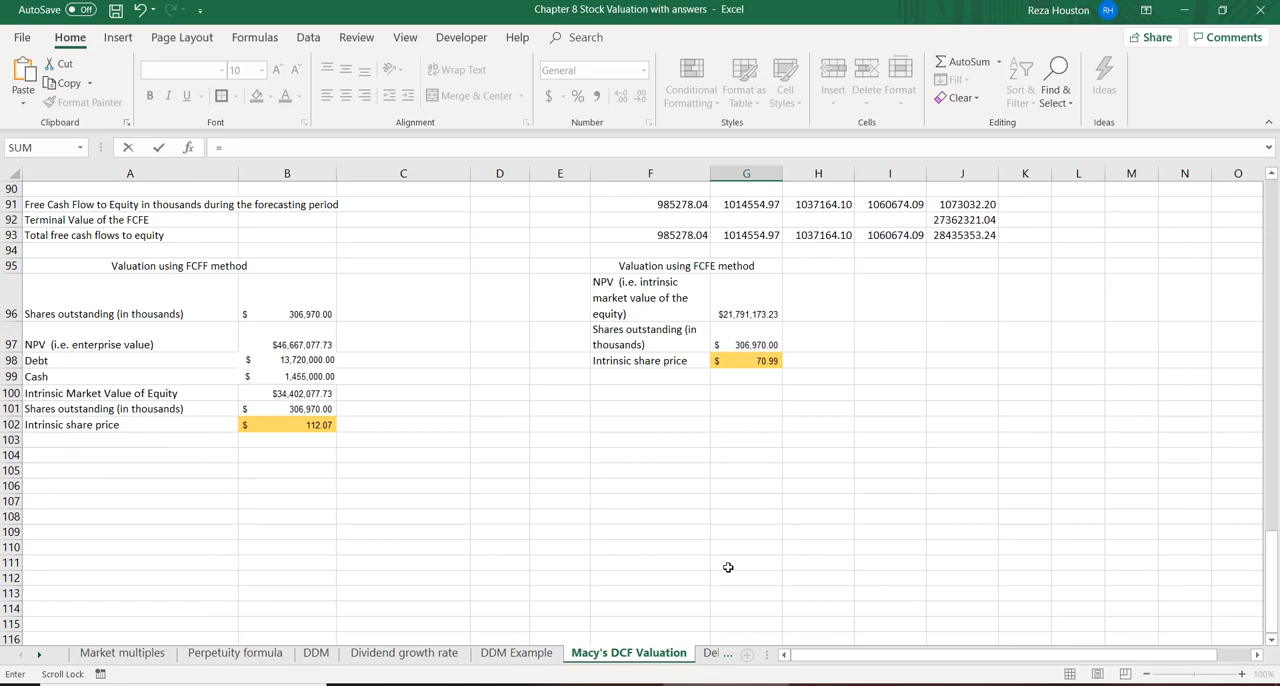 AutoSave Off
Chapter 8 Stock Valuation with answers - Excel
Reza Houston RH
File Home Insert Page Layout Formulas Data Review View Developer Help Search
Share Comments
Paste
Cut
Copy
Format Painter
Clipboard
10 A A
B I U A
Font
Wrap Text
Merge & Center
Alignment
General
$ % ,
Number
Conditional Formatting
Format as Table
Cell Styles
Styles
Insert Delete Format
Cells
AutoSum
Fill
Clear
Sort & Filter
Find & Select
Editing
Ideas
Ideas
SUM fx =
A B C D E F G H I J K L M N O
90
91 Free Cash Flow to Equity in thousands during the forecasting period 985278.04 1014554.97 1037164.10 1060674.09 1073032.20
92 Terminal Value of the FCFE 27362321.04
93 Total free cash flows to equity 985278.04 1014554.97 1037164.10 1060674.09 28435353.24
94
95 Valuation using FCFF method Valuation using FCFE method
NPV (i.e. intrinsic
market value of the
96 Shares outstanding (in thousands) $ 306,970.00 equity) $21,791,173.23
Shares outstanding (in
97 NPV (i.e. enterprise value) $46,667,077.73 thousands) $ 306,970.00
98 Debt $ 13,720,000.00 Intrinsic share price $ 70.99
99 Cash $ 1,455,000.00
100 Intrinsic Market Value of Equity $34,402,077.73
101 Shares outstanding (in thousands) $ 306,970.00
102 Intrinsic share price $ 112.07
103
104
105
106
107
108
109
110
111
112
113
114
115
116
Market multiples Perpetuity formula DDM Dividend growth rate DDM Example Macy's DCF Valuation Del ...
Enter Scroll Lock 100%